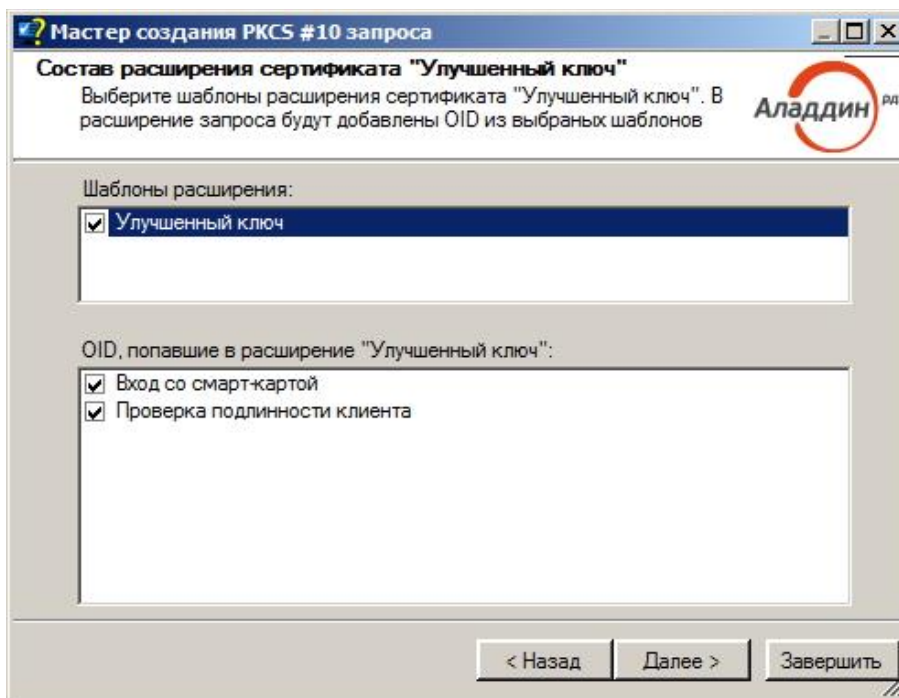 Мастер создания PKCS #10 запроса
Состав расширения сертификата "Улучшенный ключ"
Выберите шаблоны расширения сертификата "Улучшенный ключ". В
расширение запроса будут добавлены OID из выбраных шаблонов
Аладдин РД
Шаблоны расширения:
Улучшенный ключ
OID, попавшие в расширение "Улучшенный ключ":
Вход со смарт-картой
Проверка подлинности клиента
< Назад
Далее >
Завершить